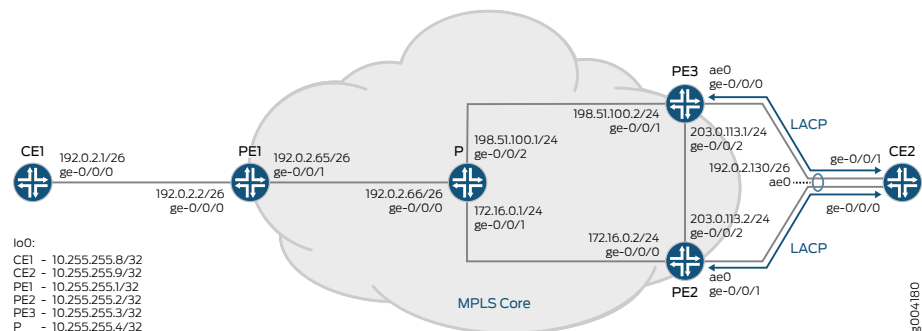 PE3
ae0
ge-0/0/0
LACP
198.51.100.2/24
ge-0/0/1
203.0.113.1/24
ge-0/0/2
CE1
192.0.2.1/26
ge-0/0/0
PE1
192.0.2.65/26
ge-0/0/1
P
198.51.100.1/24
ge-0/0/2
192.0.2.130/26
ae0
ge-0/0/1
CE2
192.0.2.2/26
ge-0/0/0
192.0.2.66/26
ge-0/0/0
172.16.0.1/24
ge-0/0/1
203.0.113.2/24
ge-0/0/2
ge-0/0/0
172.16.0.2/24
ge-0/0/0
LACP
ae0
ge-0/0/1
PE2
MPLS Core
lo0:
CE1 - 10.255.255.8/32
CE2 - 10.255.255.9/32
PE1 - 10.255.255.1/32
PE2 - 10.255.255.2/32
PE3 - 10.255.255.3/32
P - 10.255.255.4/32
g004180